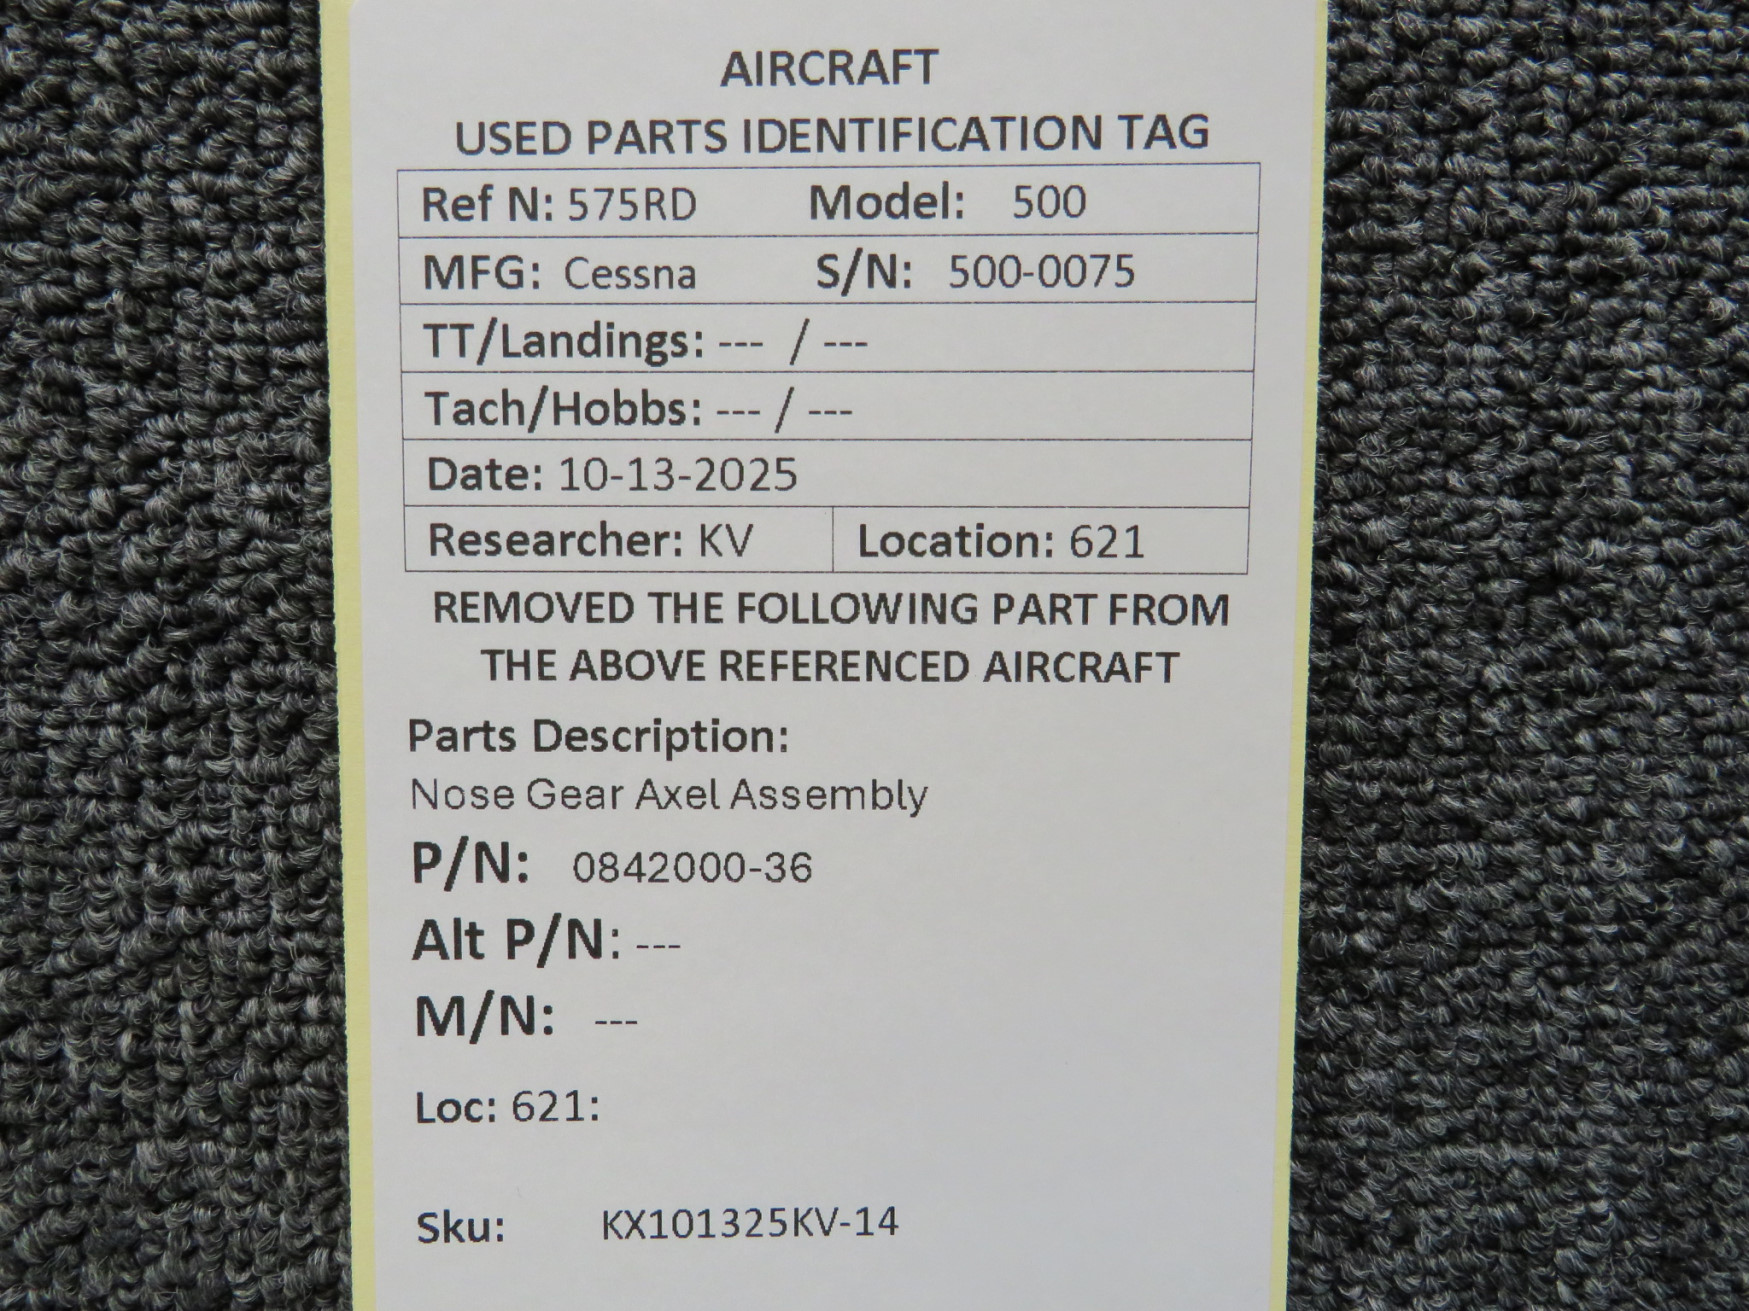 AIRCRAFT
USED PARTS IDENTIFICATION TAG
Ref N: 575RD Model: 500
MFG: Cessna S/N: 500-0075
TT/Landings: --- / ---
Tach/Hobbs: --- / ---
Date: 10-13-2025
Researcher: KV Location: 621
REMOVED THE FOLLOWING PART FROM
THE ABOVE REFERENCED AIRCRAFT
Parts Description:
Nose Gear Axel Assembly
P/N: 0842000-36
Alt P/N: ---
M/N: ---
Loc: 621:
Sku: KX101325KV-14